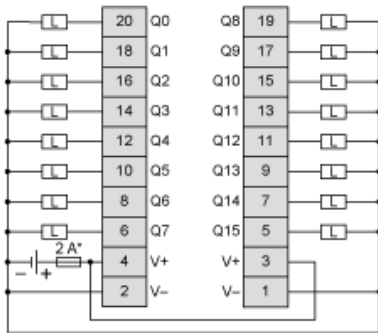 L 20 Q0 Q8 19 L
L 18 Q1 Q9 17 L
L 16 Q2 Q10 15 L
L 14 Q3 Q11 13 L
L 12 Q4 Q12 11 L
L 10 Q5 Q13 9 L
L 8 Q6 Q14 7 L
L 6 Q7 Q15 5 L
2 A*
− + 4 V+ V+ 3
2 V− V− 1